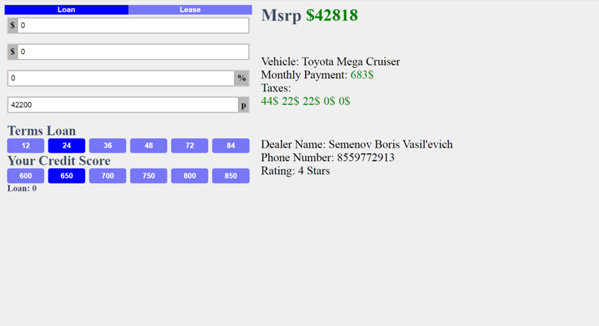 Loan Lease
$ 0
$ 0
0 %
42200 p
Terms Loan
12 24 36 48 72 84
Your Credit Score
600 650 700 750 800 850
Loan: 0
Msrp $42818
Vehicle: Toyota Mega Cruiser
Monthly Payment: 683$
Taxes:
44$ 22$ 22$ 0$ 0$
Dealer Name: Semenov Boris Vasil'evich
Phone Number: 8559772913
Rating: 4 Stars